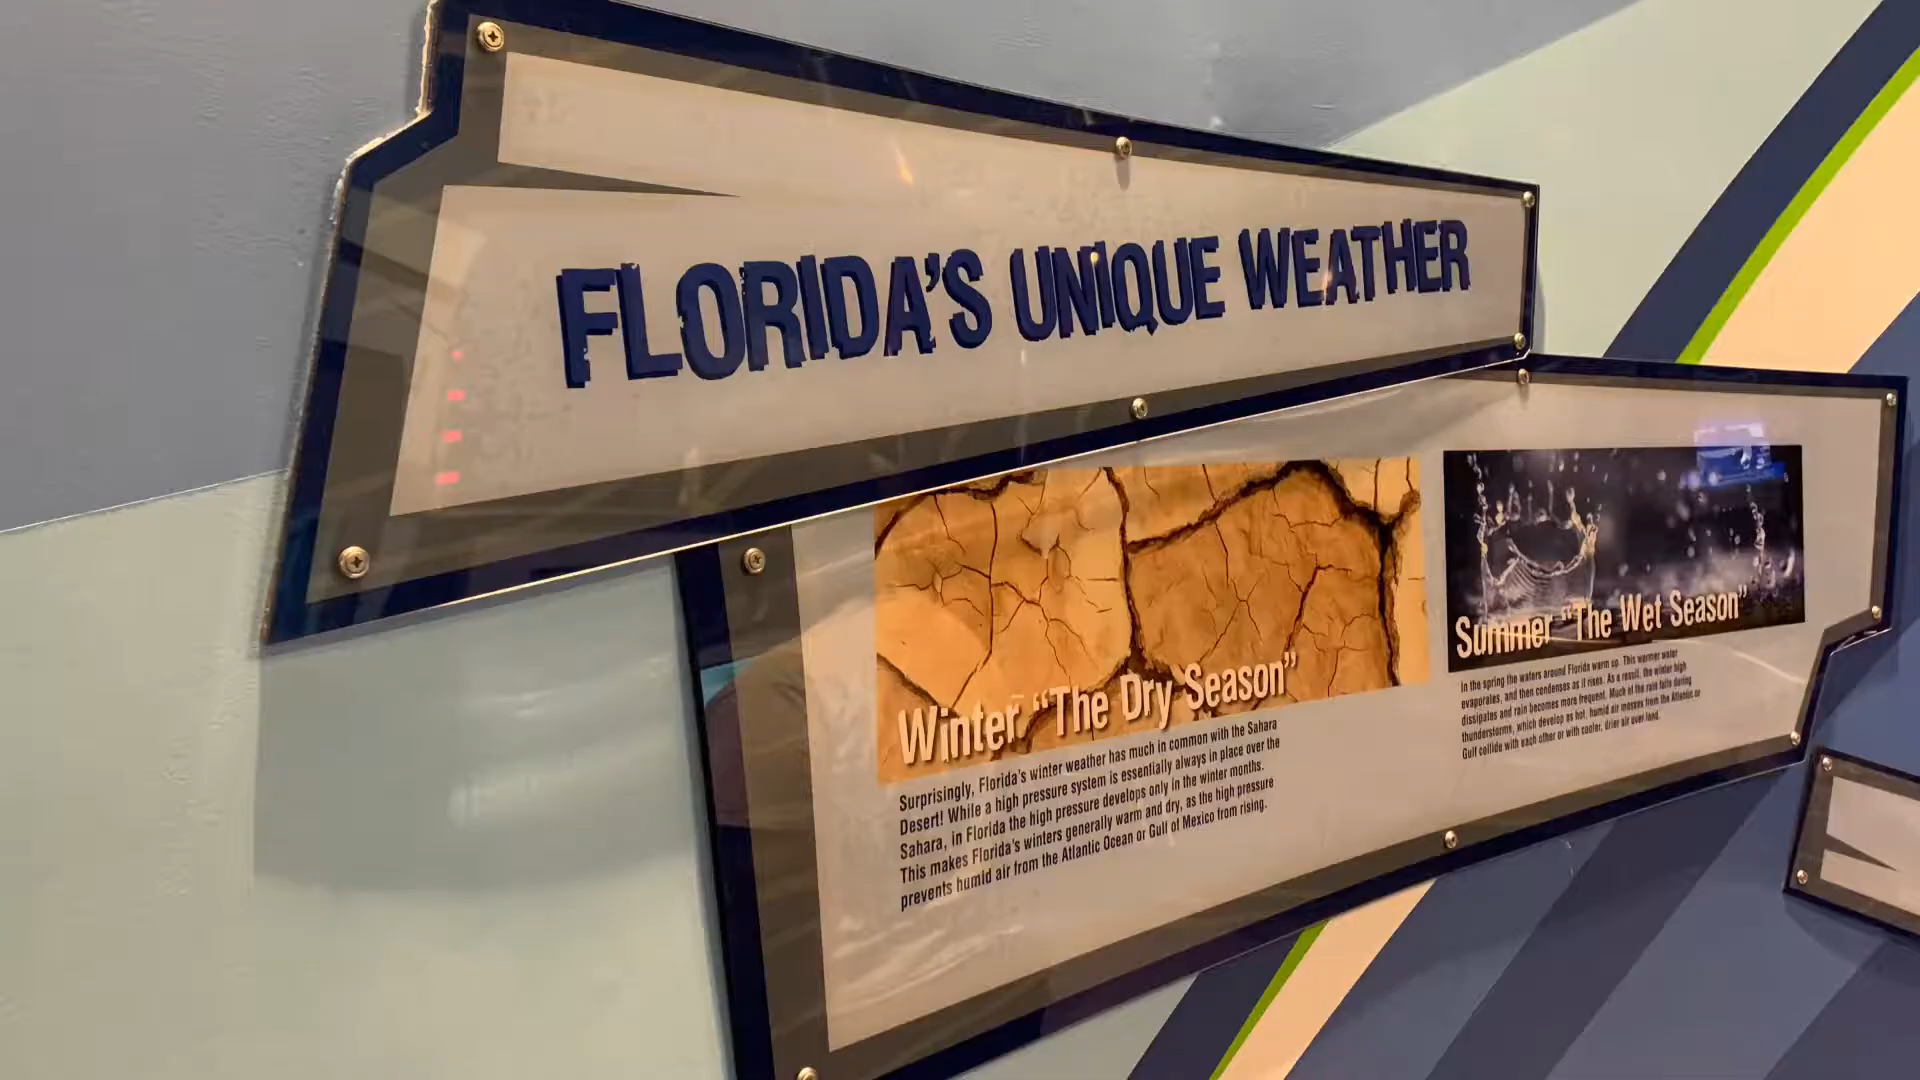 FLORIDA'S UNIQUE WEATHER
Winter "The Dry Season"
Surprisingly, Florida's winter weather has much in common with the Sahara
Desert! While a high pressure system is essentially always in place over the
Sahara, in Florida the high pressure develops only in the winter months.
This makes Florida's winters generally warm and dry, as the high pressure
prevents humid air from the Atlantic Ocean or Gulf of Mexico from rising.
Summer "The Wet Season"
In the spring the waters around Florida warm up. This warmer water
evaporates, and then condenses as it rises. As a result, the winter high
dissipates and rain becomes more frequent. Much of the rain falls during
thunderstorms, which develop as hot, humid air masses from the Atlantic or
Gulf collide with each other or with cooler, drier air over land.